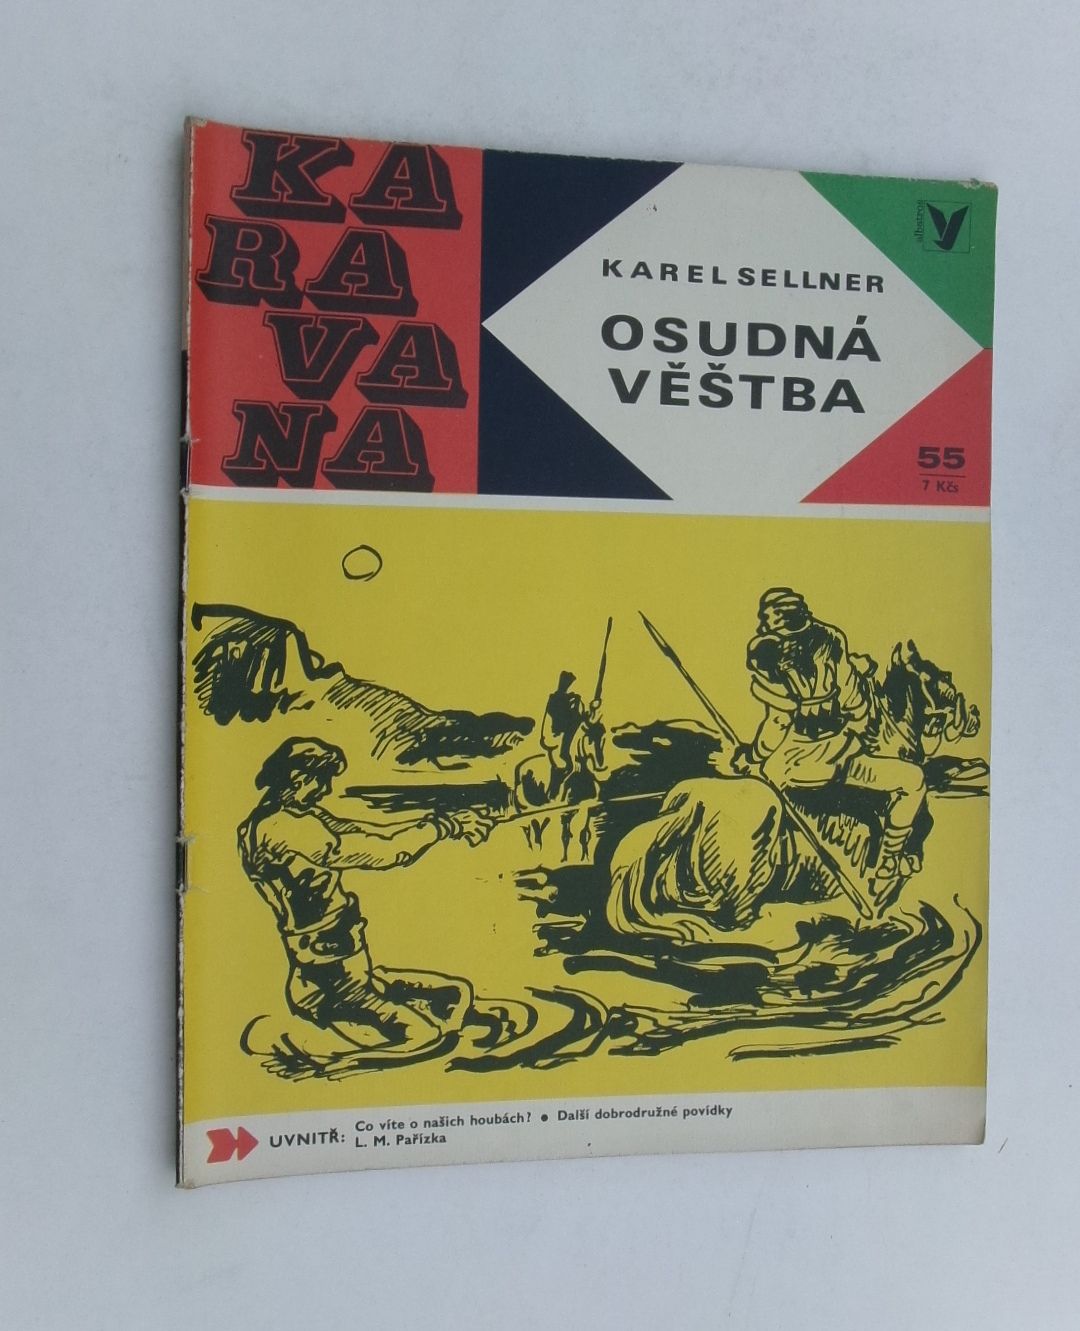 KA
RA
VA
NA
albatros
KAREL SELLNER
OSUDNÁ
VĚŠTBA
55
7 Kčs
UVNITŘ: Co víte o našich houbách? • Další dobrodružné povídky
L. M. Pařízka